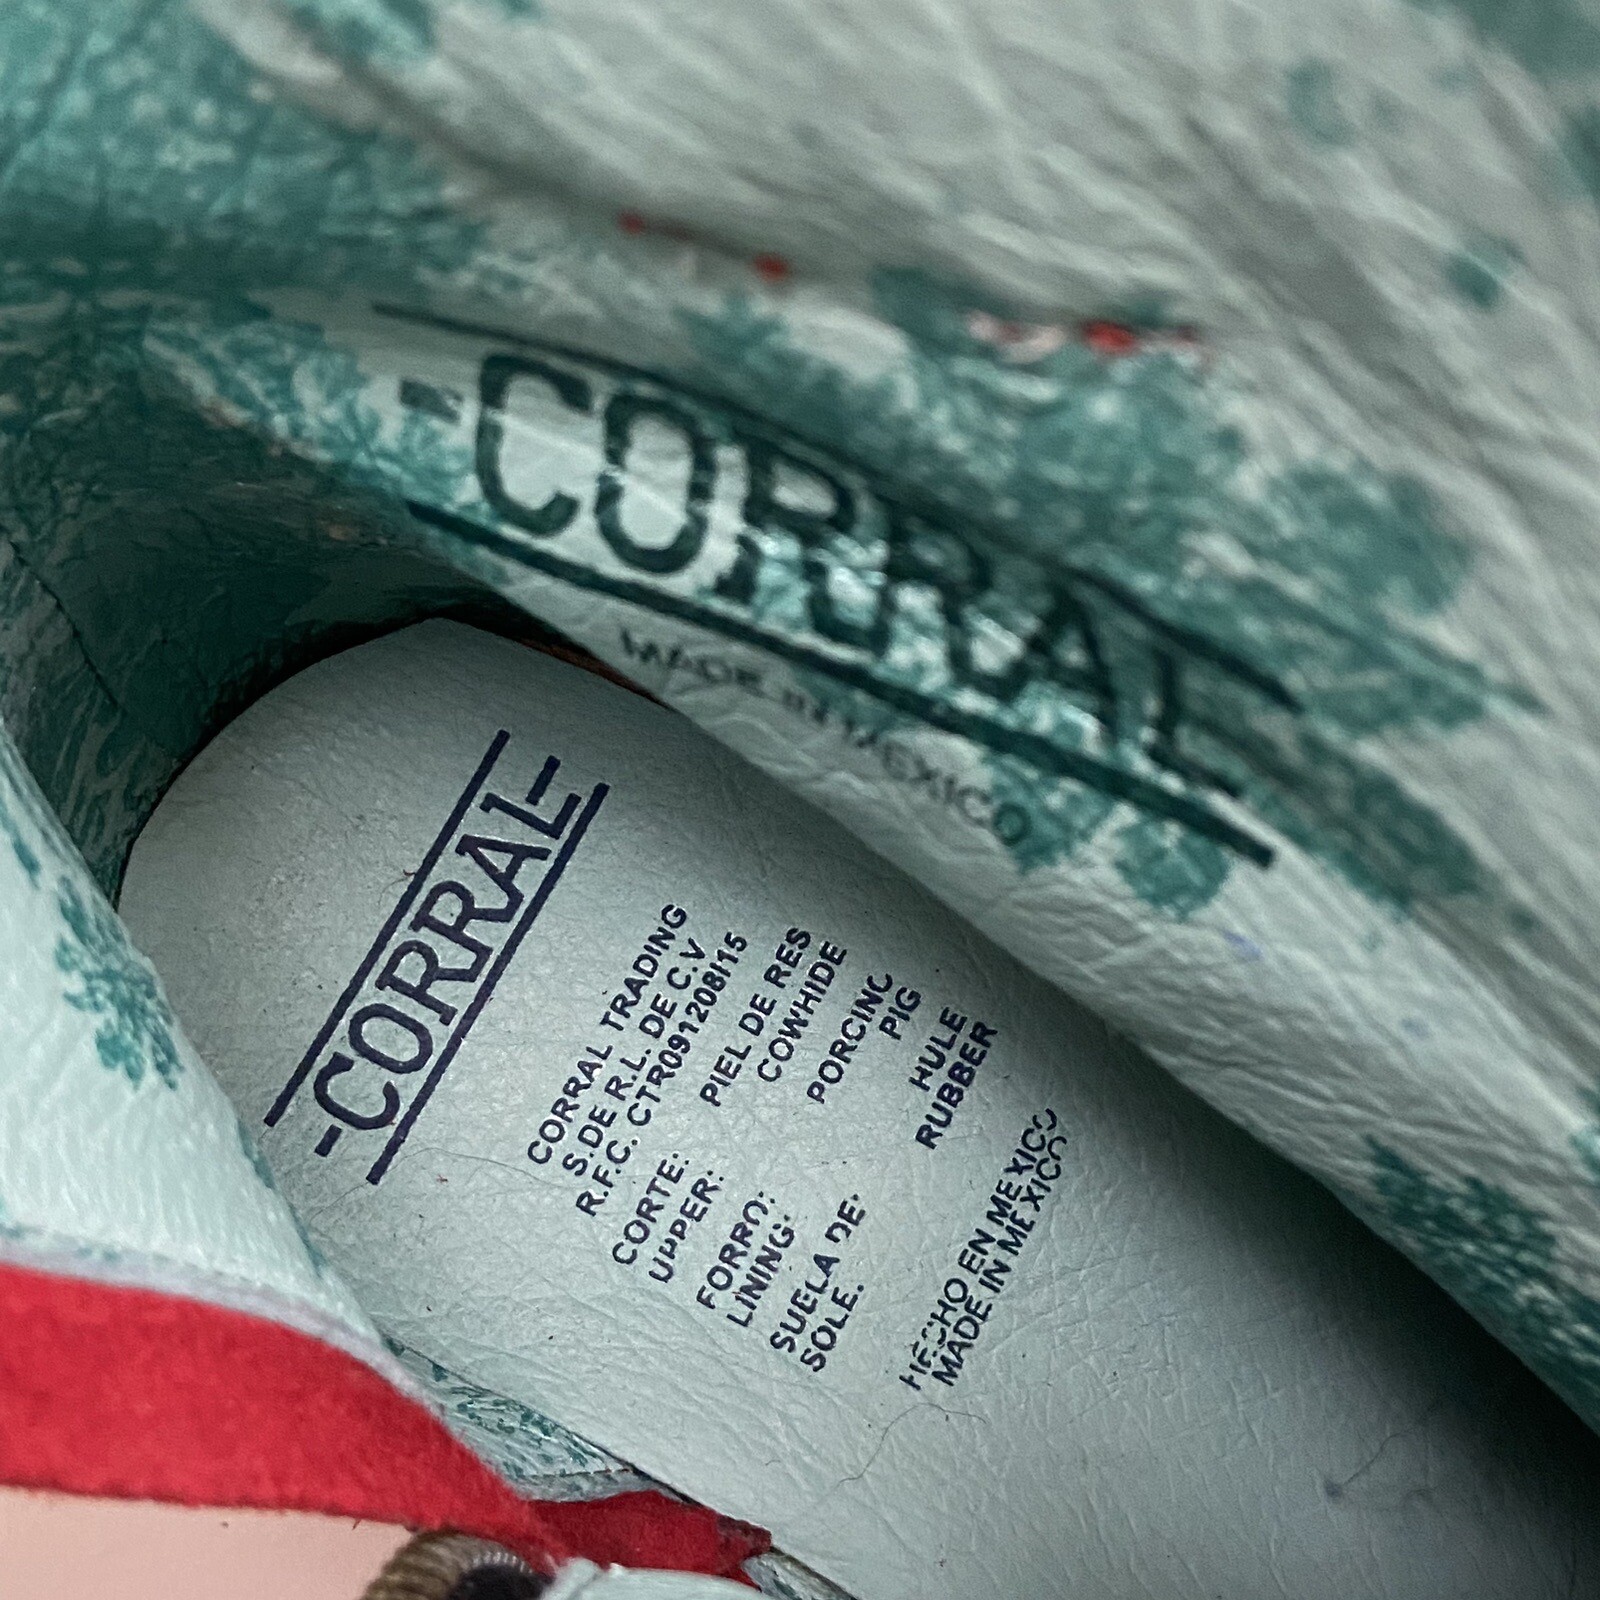 -CORRAL-
MADE IN MEXICO
-CORRAL-
CORRAL TRADING
S.DE R.L. DE C.V
R.F.C. CTR091208I15
CORTE: PIEL DE RES
UPPER: COWHIDE
FORRO: PORCINO
LINING: PIG
SUELA DE: HULE
SOLE: RUBBER
HECHO EN MEXICO
MADE IN MEXICO